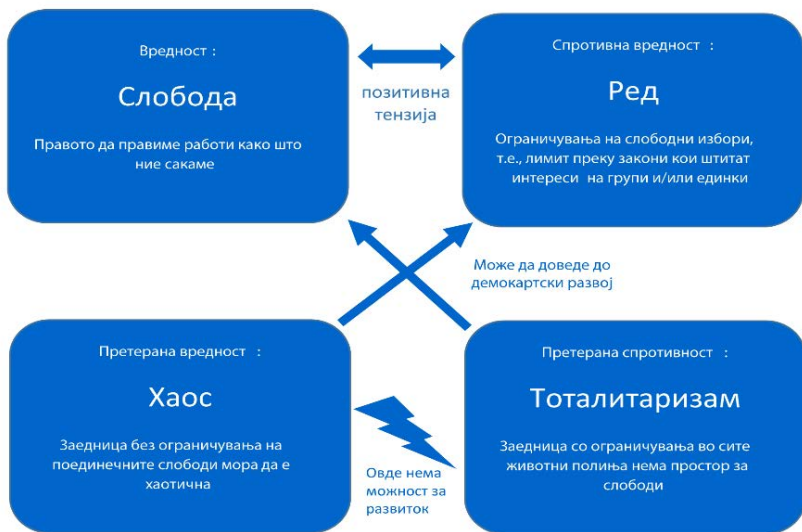 Вредност :
Слобода
Правото да правиме работи како што
ние сакаме
позитивна
тензија
Спротивна вредност :
Ред
Ограничувања на слободни избори,
т.е., лимит преку закони кои штитат
интереси на групи и/или единки
Може да доведе до
демокартски развој
Претерана вредност :
Хаос
Заедница без ограничувања на
поединечните слободи мора да е
хаотична
Овде нема
можност за
развиток
Претерана спротивност :
Тоталитаризам
Заедница со ограничувања во сите
животни полиња нема простор за
слободи